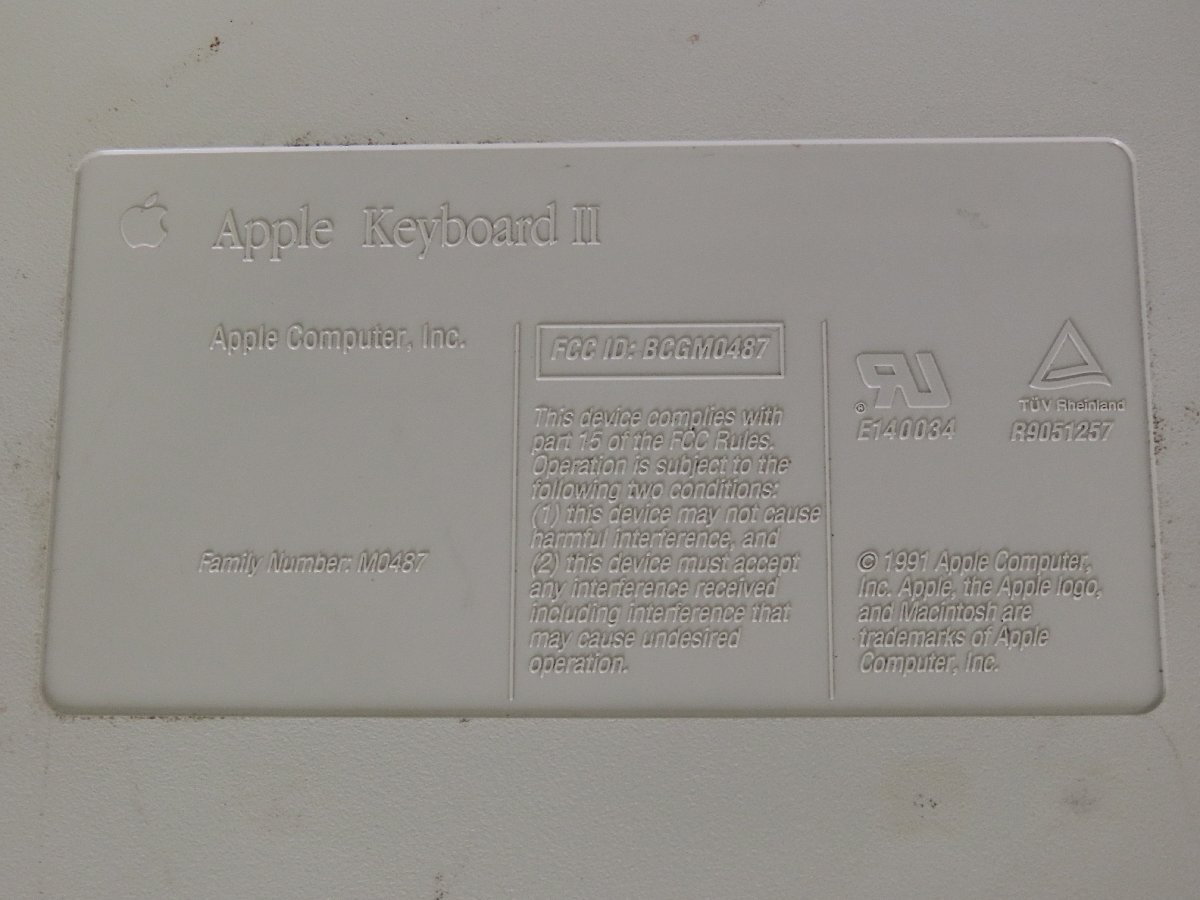 Apple Keyboard II
Apple Computer, Inc.
Family Number: M0487
FCC ID: BCGM0487
This device complies with
part 15 of the FCC Rules.
Operation is subject to the
following two conditions:
(1) this device may not cause
harmful interference, and
(2) this device must accept
any interference received
including interference that
may cause undesired
operation.
RU
®
E140034
TÜV Rheinland
R9051257
© 1991 Apple Computer,
Inc. Apple, the Apple logo,
and Macintosh are
trademarks of Apple
Computer, Inc.